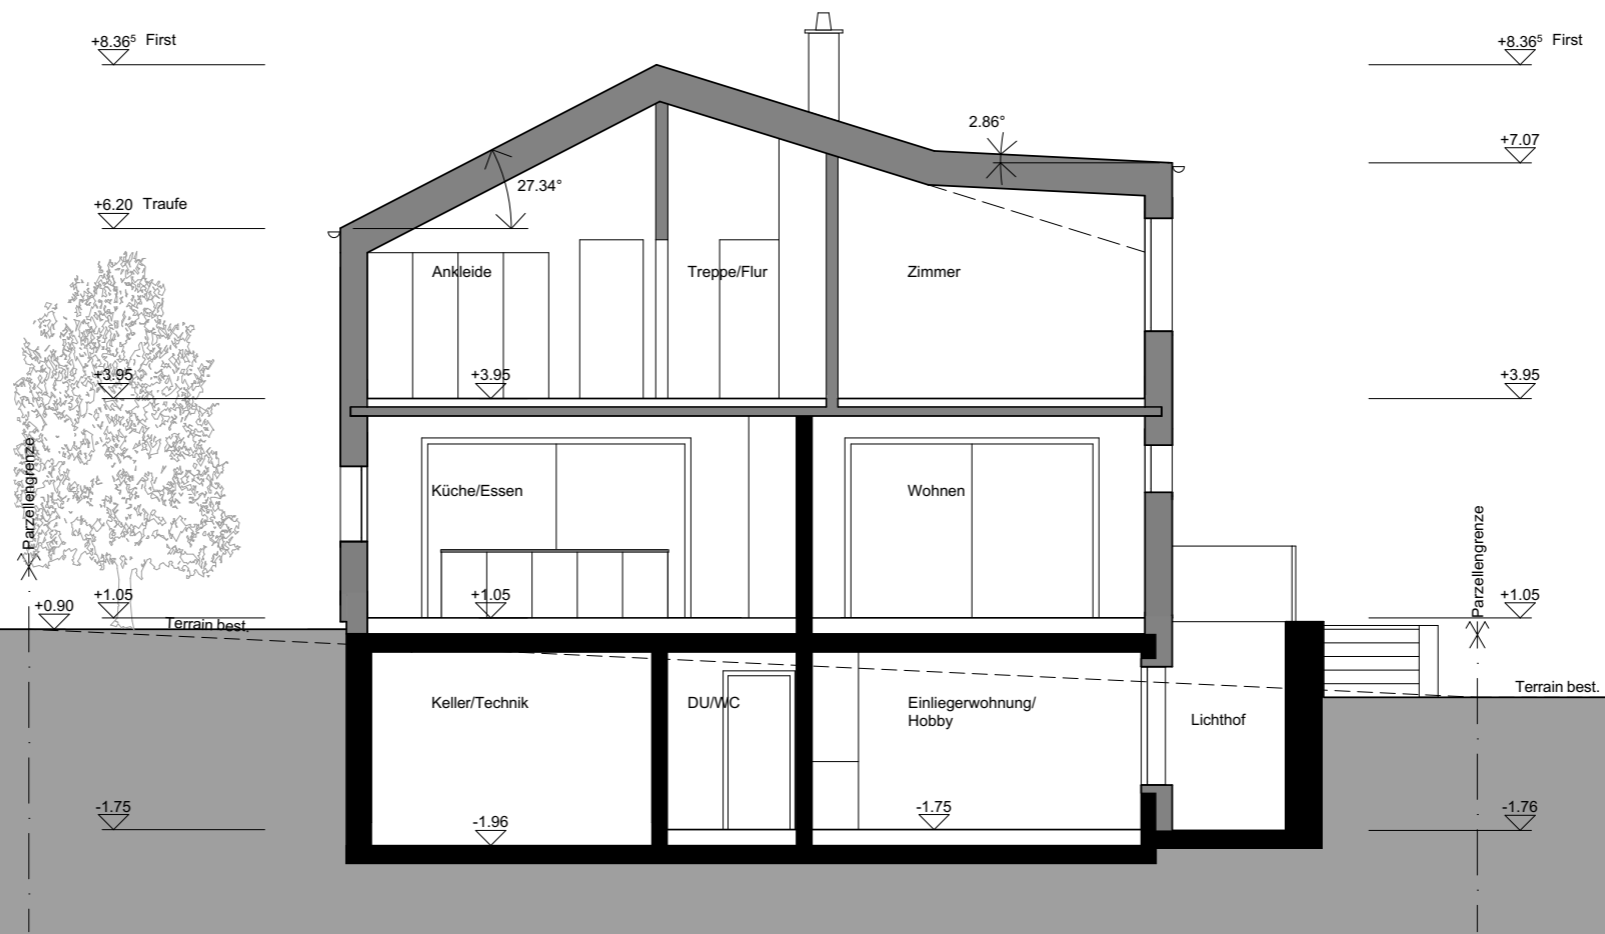 +8.36⁵ First
+8.36⁵ First
2.86°
+7.07
27.34°
+6.20 Traufe
Ankleide
Treppe/Flur
Zimmer
+3.95
+3.95
+3.95
Parzellengrenze
Küche/Essen
Wohnen
Parzellengrenze
+0.90
+1.05
+1.05
+1.05
Terrain best.
Terrain best.
Keller/Technik
DU/WC
Einliegerwohnung/
Hobby
Lichthof
-1.75
-1.96
-1.75
-1.76